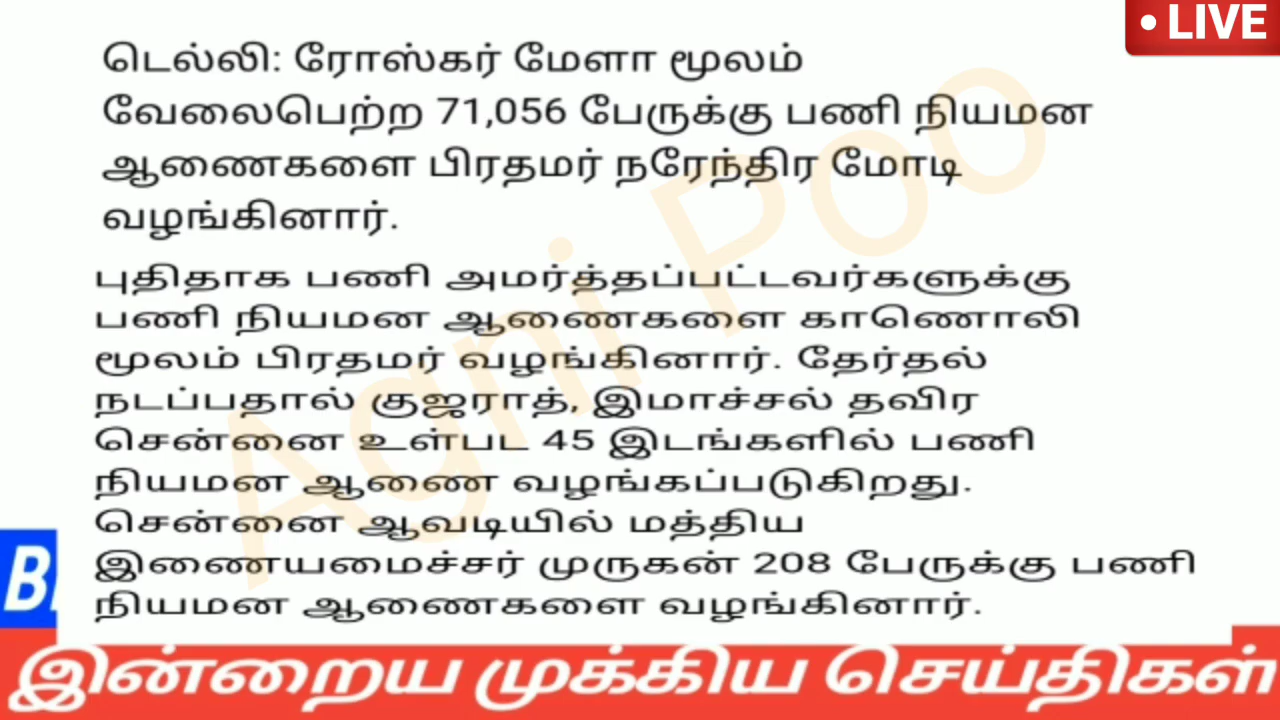 • LIVE
டெல்லி: ரோஸ்கர் மேளா மூலம்
வேலைபெற்ற 71,056 பேருக்கு பணி நியமன
ஆணைகளை பிரதமர் நரேந்திர மோடி
வழங்கினார்.
புதிதாக பணி அமர்த்தப்பட்டவர்களுக்கு
பணி நியமன ஆணைகளை காணொலி
மூலம் பிரதமர் வழங்கினார். தேர்தல்
நடப்பதால் குஜராத், இமாச்சல் தவிர
சென்னை உள்பட 45 இடங்களில் பணி
நியமன ஆணை வழங்கப்படுகிறது.
சென்னை ஆவடியில் மத்திய
இணையமைச்சர் முருகன் 208 பேருக்கு பணி
நியமன ஆணைகளை வழங்கினார்.
Agni Poo
B
இன்றைய முக்கிய செய்திகள்